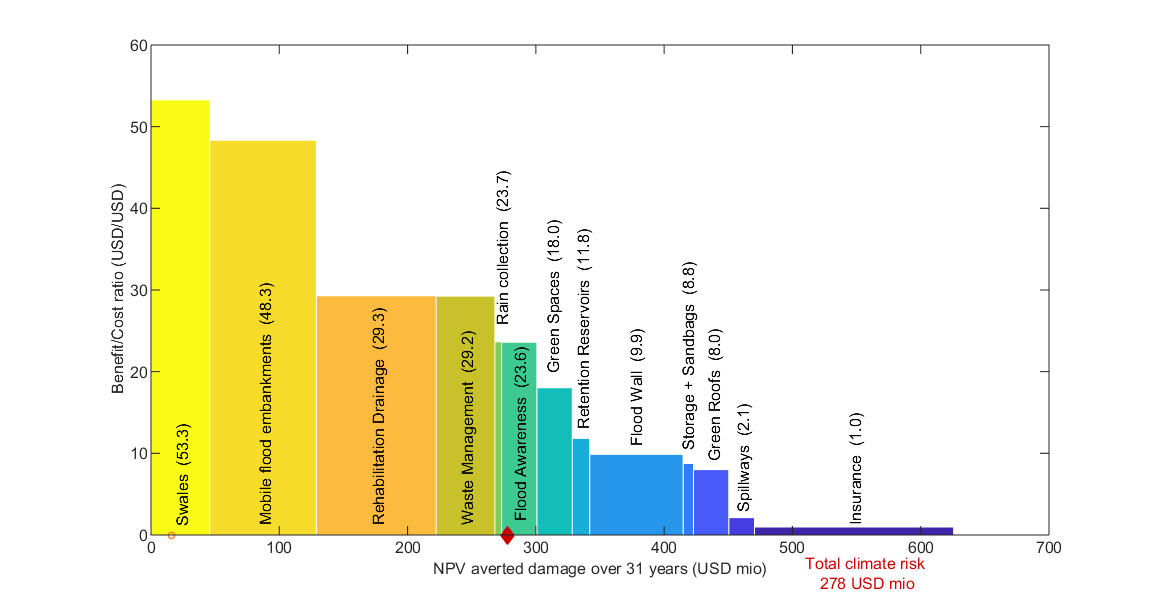 60
50
40
30
20
10
0
Benefit/Cost ratio (USD/USD)
Swales (53.3)
Mobile flood embankments (48.3)
Rehabilitation Drainage (29.3)
Waste Management (29.2)
Rain collection (23.7)
Flood Awareness (23.6)
Green Spaces (18.0)
Retention Reservoirs (11.8)
Flood Wall (9.9)
Storage + Sandbags (8.8)
Green Roofs (8.0)
Spillways (2.1)
Insurance (1.0)
0 100 200 300 400 500 600 700
NPV averted damage over 31 years (USD mio)
Total climate risk
278 USD mio